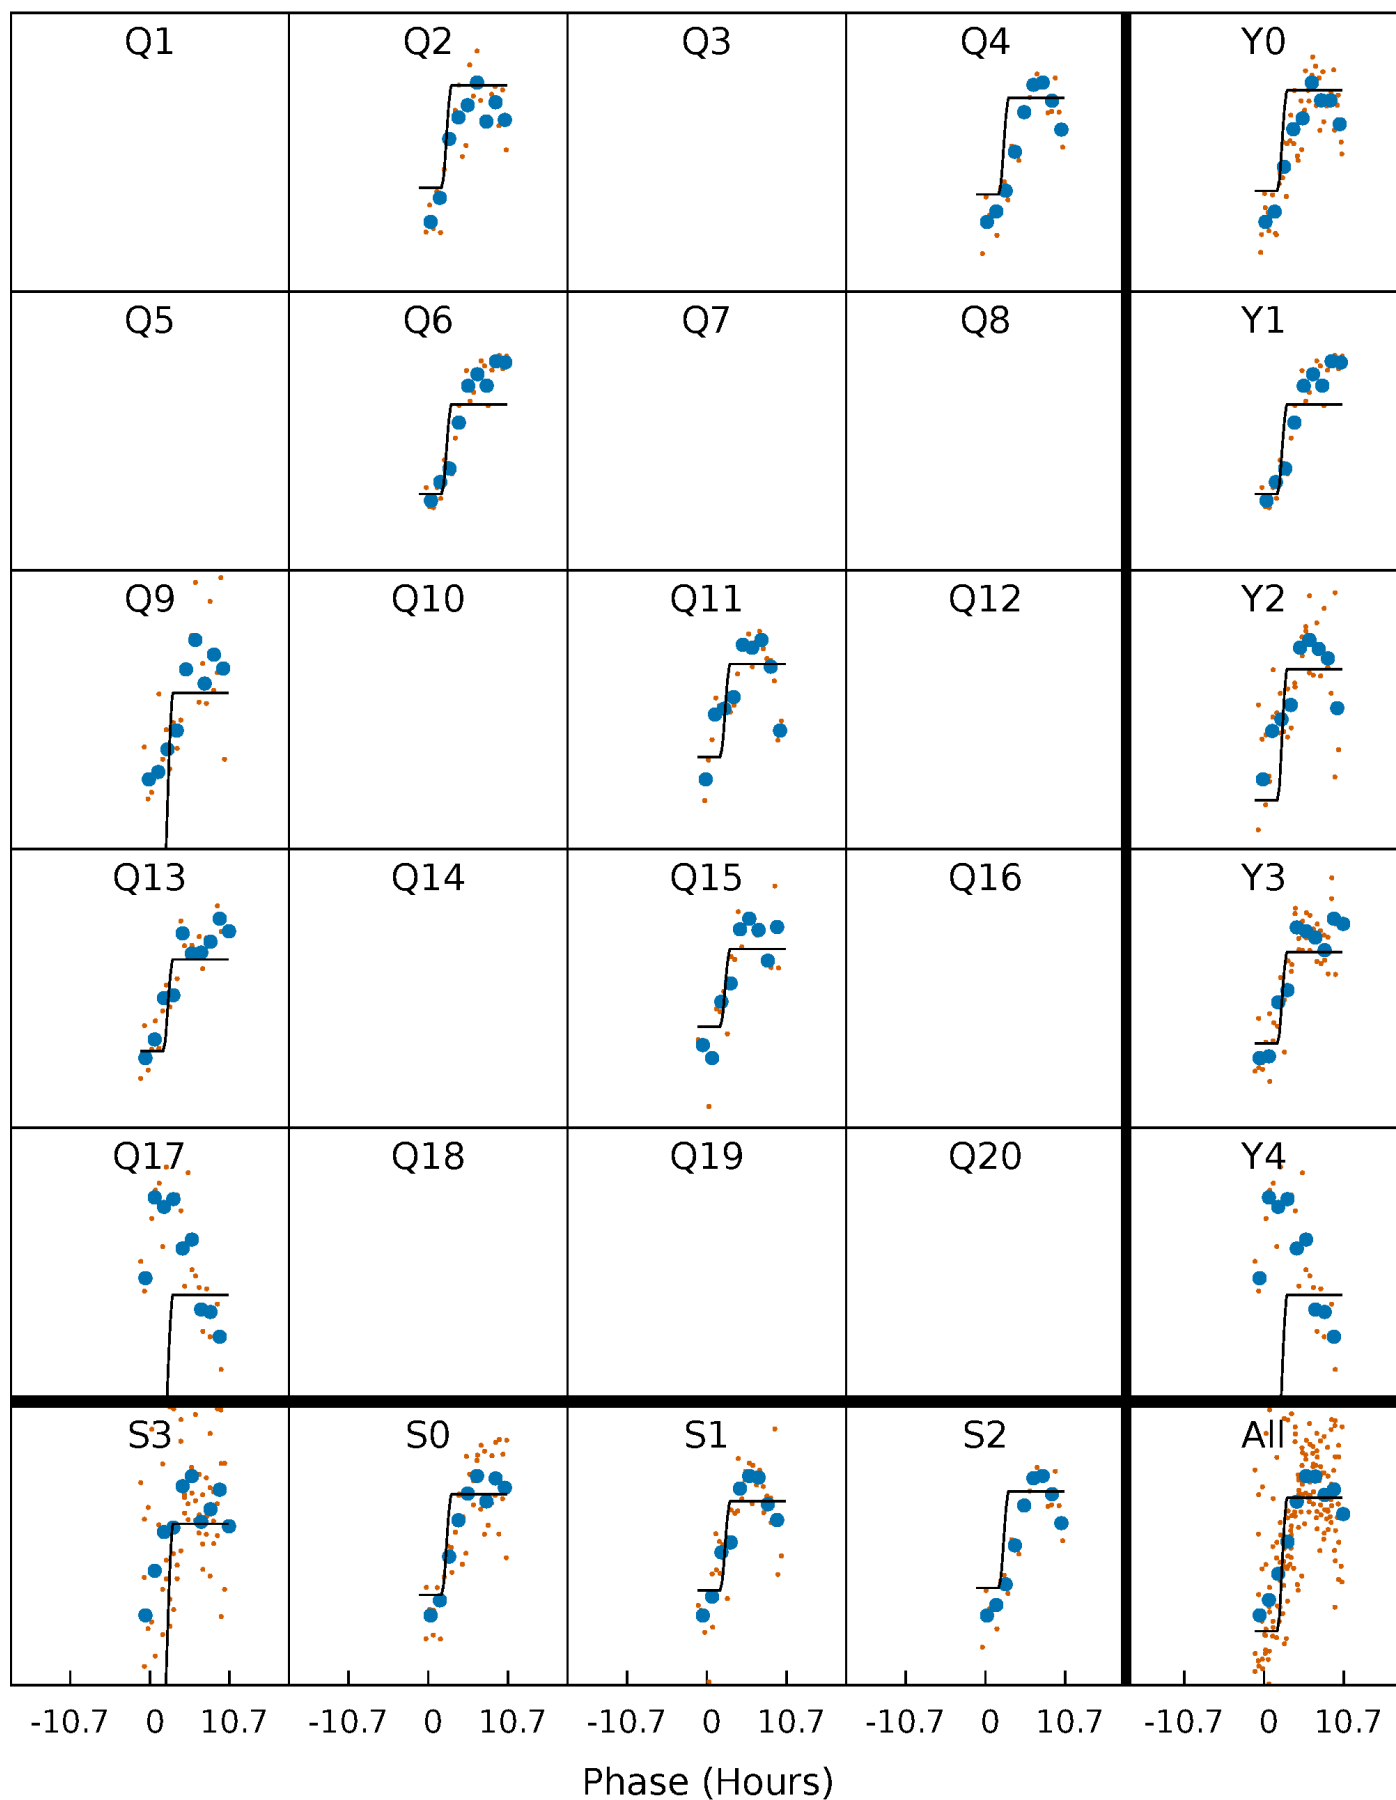 Q1 Q2 Q3 Q4 Y0
Q5 Q6 Q7 Q8 Y1
Q9 Q10 Q11 Q12 Y2
Q13 Q14 Q15 Q16 Y3
Q17 Q18 Q19 Q20 Y4
S3 S0 S1 S2 All
-10.7 0 10.7 -10.7 0 10.7 -10.7 0 10.7 -10.7 0 10.7 -10.7 0 10.7
Phase (Hours)